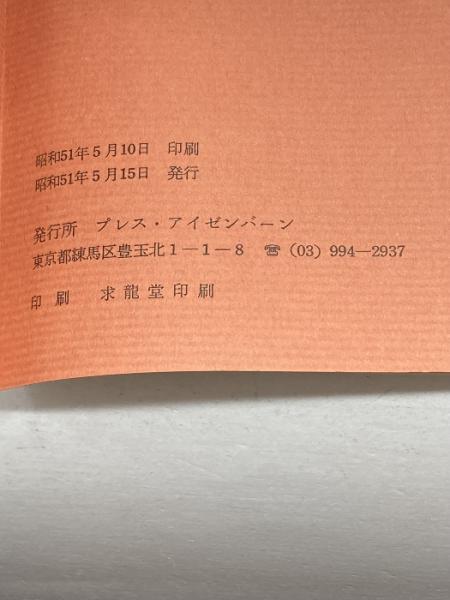 昭和51年5月10日 印刷
昭和51年5月15日 発行
発行所 プレス・アイゼンバーン
東京都練馬区豊玉北1―1―8 ☎ (03) 994―2937
印刷 求龍堂印刷